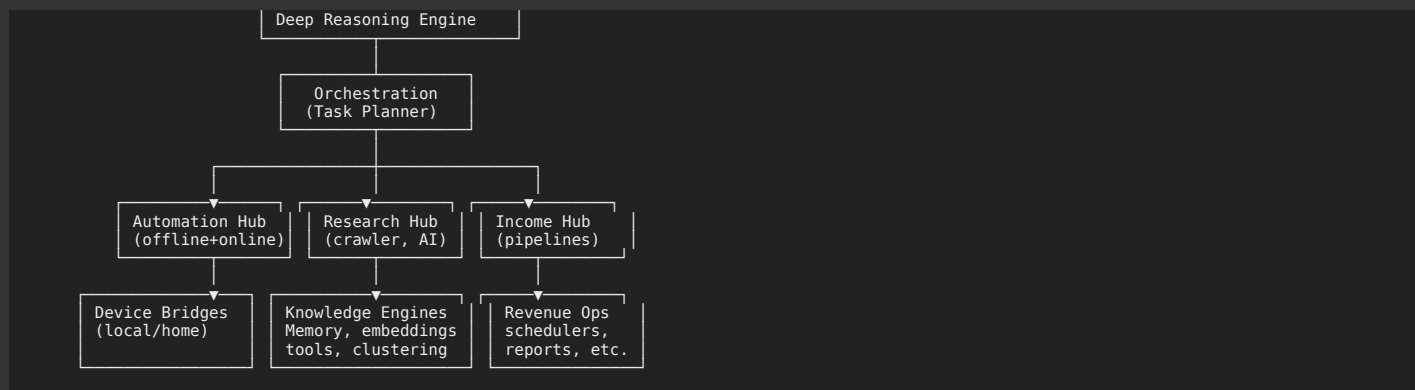 Deep Reasoning Engine
Orchestration
(Task Planner)
Automation Hub
(offline+online)
Research Hub
(crawler, AI)
Income Hub
(pipelines)
Device Bridges
(local/home)
Knowledge Engines
Memory, embeddings
tools, clustering
Revenue Ops
schedulers,
reports, etc.